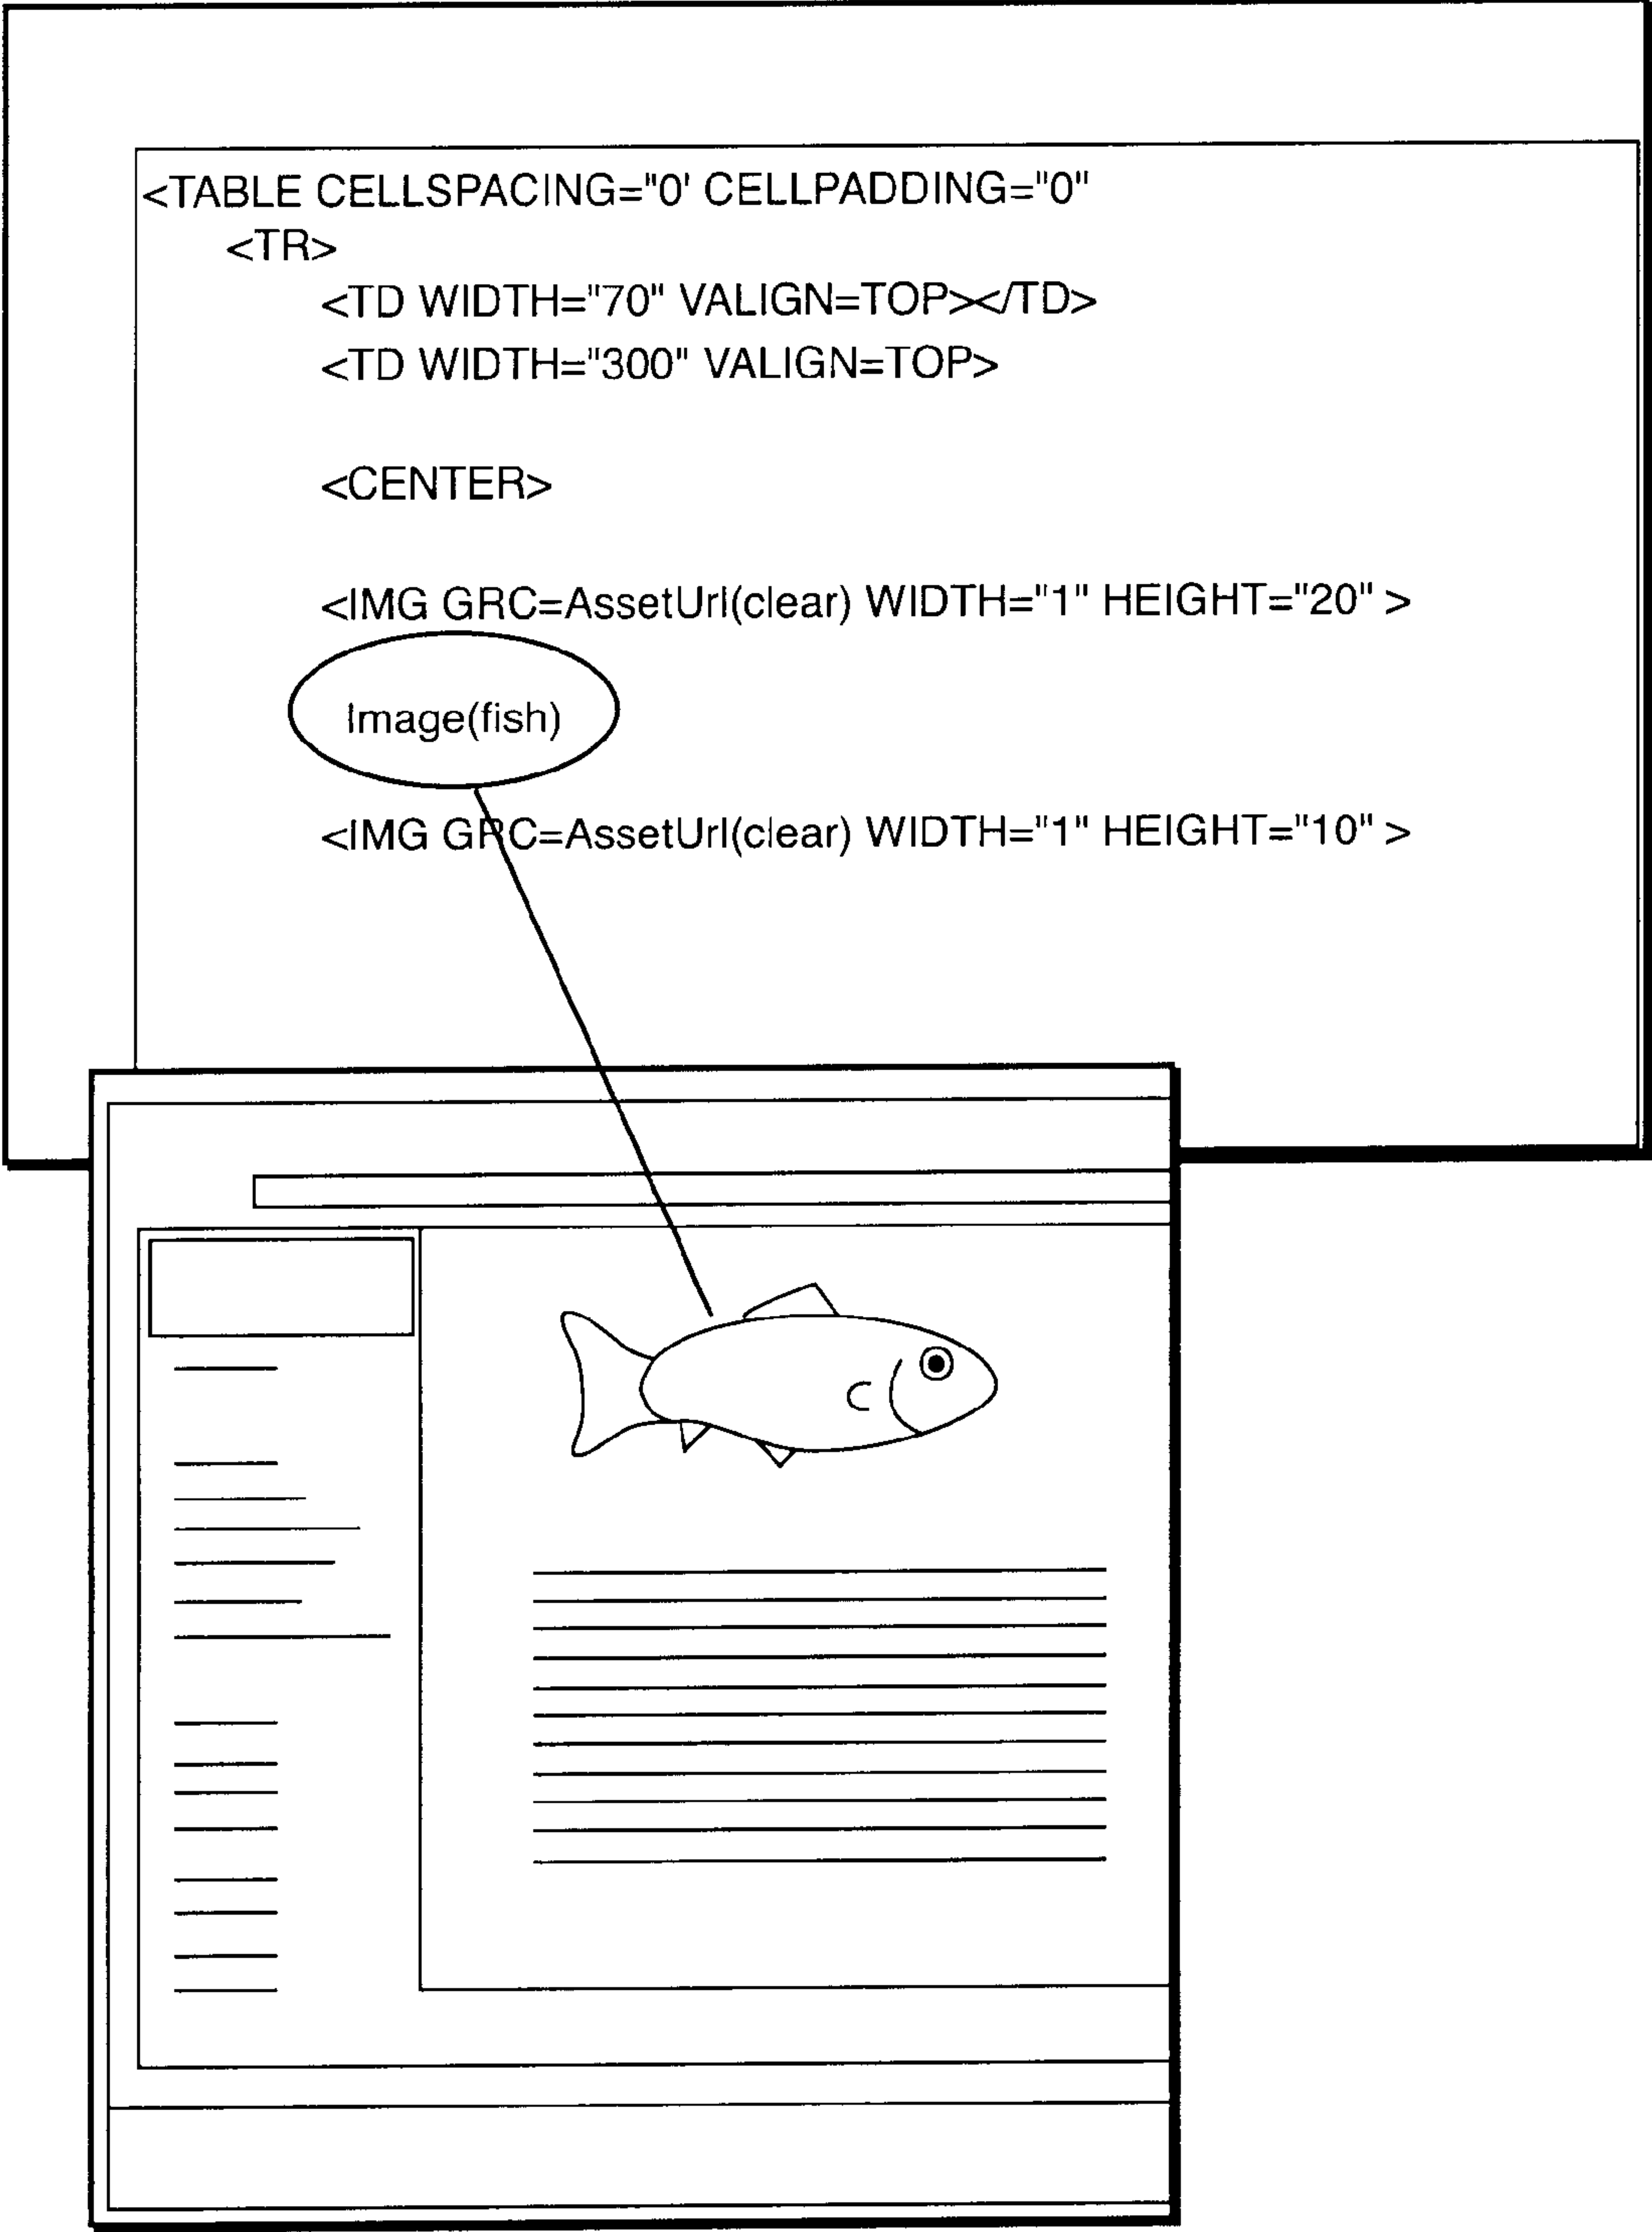 <TABLE CELLSPACING="0' CELLPADDING="0"
<TR>
<TD WIDTH="70" VALIGN=TOP></TD>
<TD WIDTH="300" VALIGN=TOP>
<CENTER>
<IMG GRC=AssetUrl(clear) WIDTH="1" HEIGHT="20" >
Image(fish)
<IMG GRC=AssetUrl(clear) WIDTH="1" HEIGHT="10" >